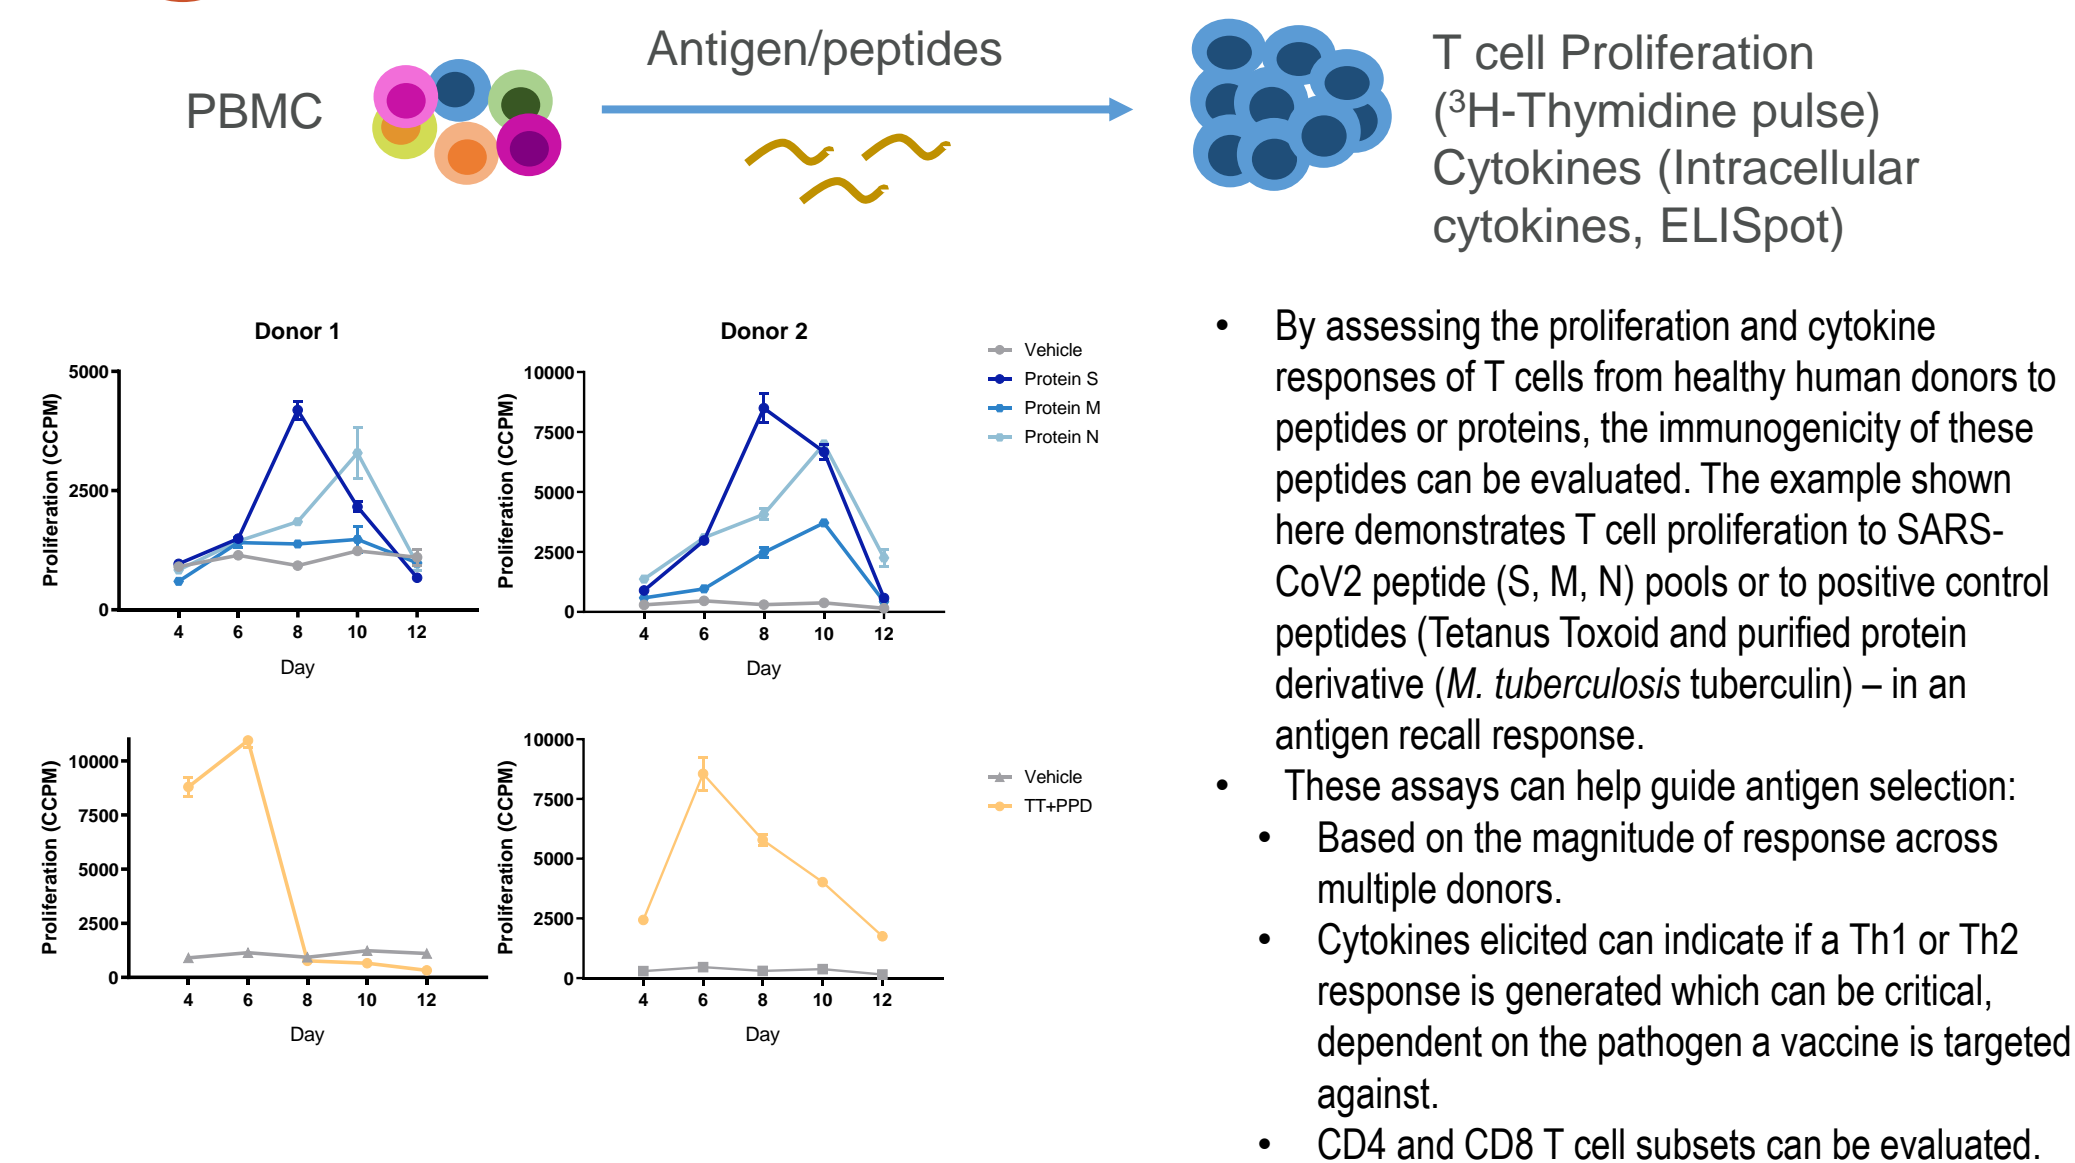 Antigen/peptides
PBMC
T cell Proliferation
(³H-Thymidine pulse)
Cytokines (Intracellular
cytokines, ELISpot)
Donor 1
5000
2500
0
Proliferation (CCPM)
4 6 8 10 12
Day
Donor 2
10000
7500
5000
2500
0
Proliferation (CCPM)
4 6 8 10 12
Day
Vehicle
Protein S
Protein M
Protein N
10000
7500
5000
2500
0
Proliferation (CCPM)
4 6 8 10 12
Day
10000
7500
5000
2500
0
Proliferation (CCPM)
4 6 8 10 12
Day
Vehicle
TT+PPD
• By assessing the proliferation and cytokine
responses of T cells from healthy human donors to
peptides or proteins, the immunogenicity of these
peptides can be evaluated. The example shown
here demonstrates T cell proliferation to SARS-
CoV2 peptide (S, M, N) pools or to positive control
peptides (Tetanus Toxoid and purified protein
derivative (M. tuberculosis tuberculin) – in an
antigen recall response.
• These assays can help guide antigen selection:
• Based on the magnitude of response across
multiple donors.
• Cytokines elicited can indicate if a Th1 or Th2
response is generated which can be critical,
dependent on the pathogen a vaccine is targeted
against.
• CD4 and CD8 T cell subsets can be evaluated.